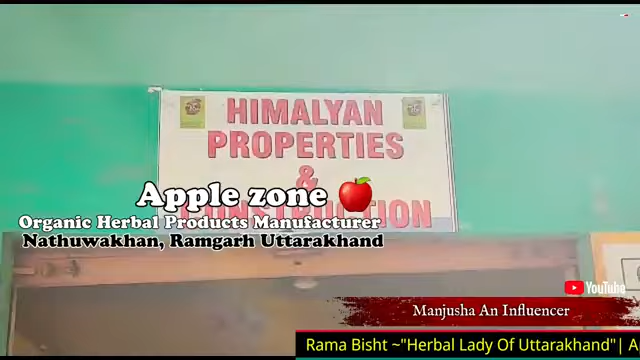 HIMALYAN
PROPERTIES
&
CONSTRUCTION
Apple zone
Organic Herbal Products Manufacturer
Nathuwakhan, Ramgarh Uttarakhand
YouTube
Manjusha An Influencer
Rama Bisht ~"Herbal Lady Of Uttarakhand"| A